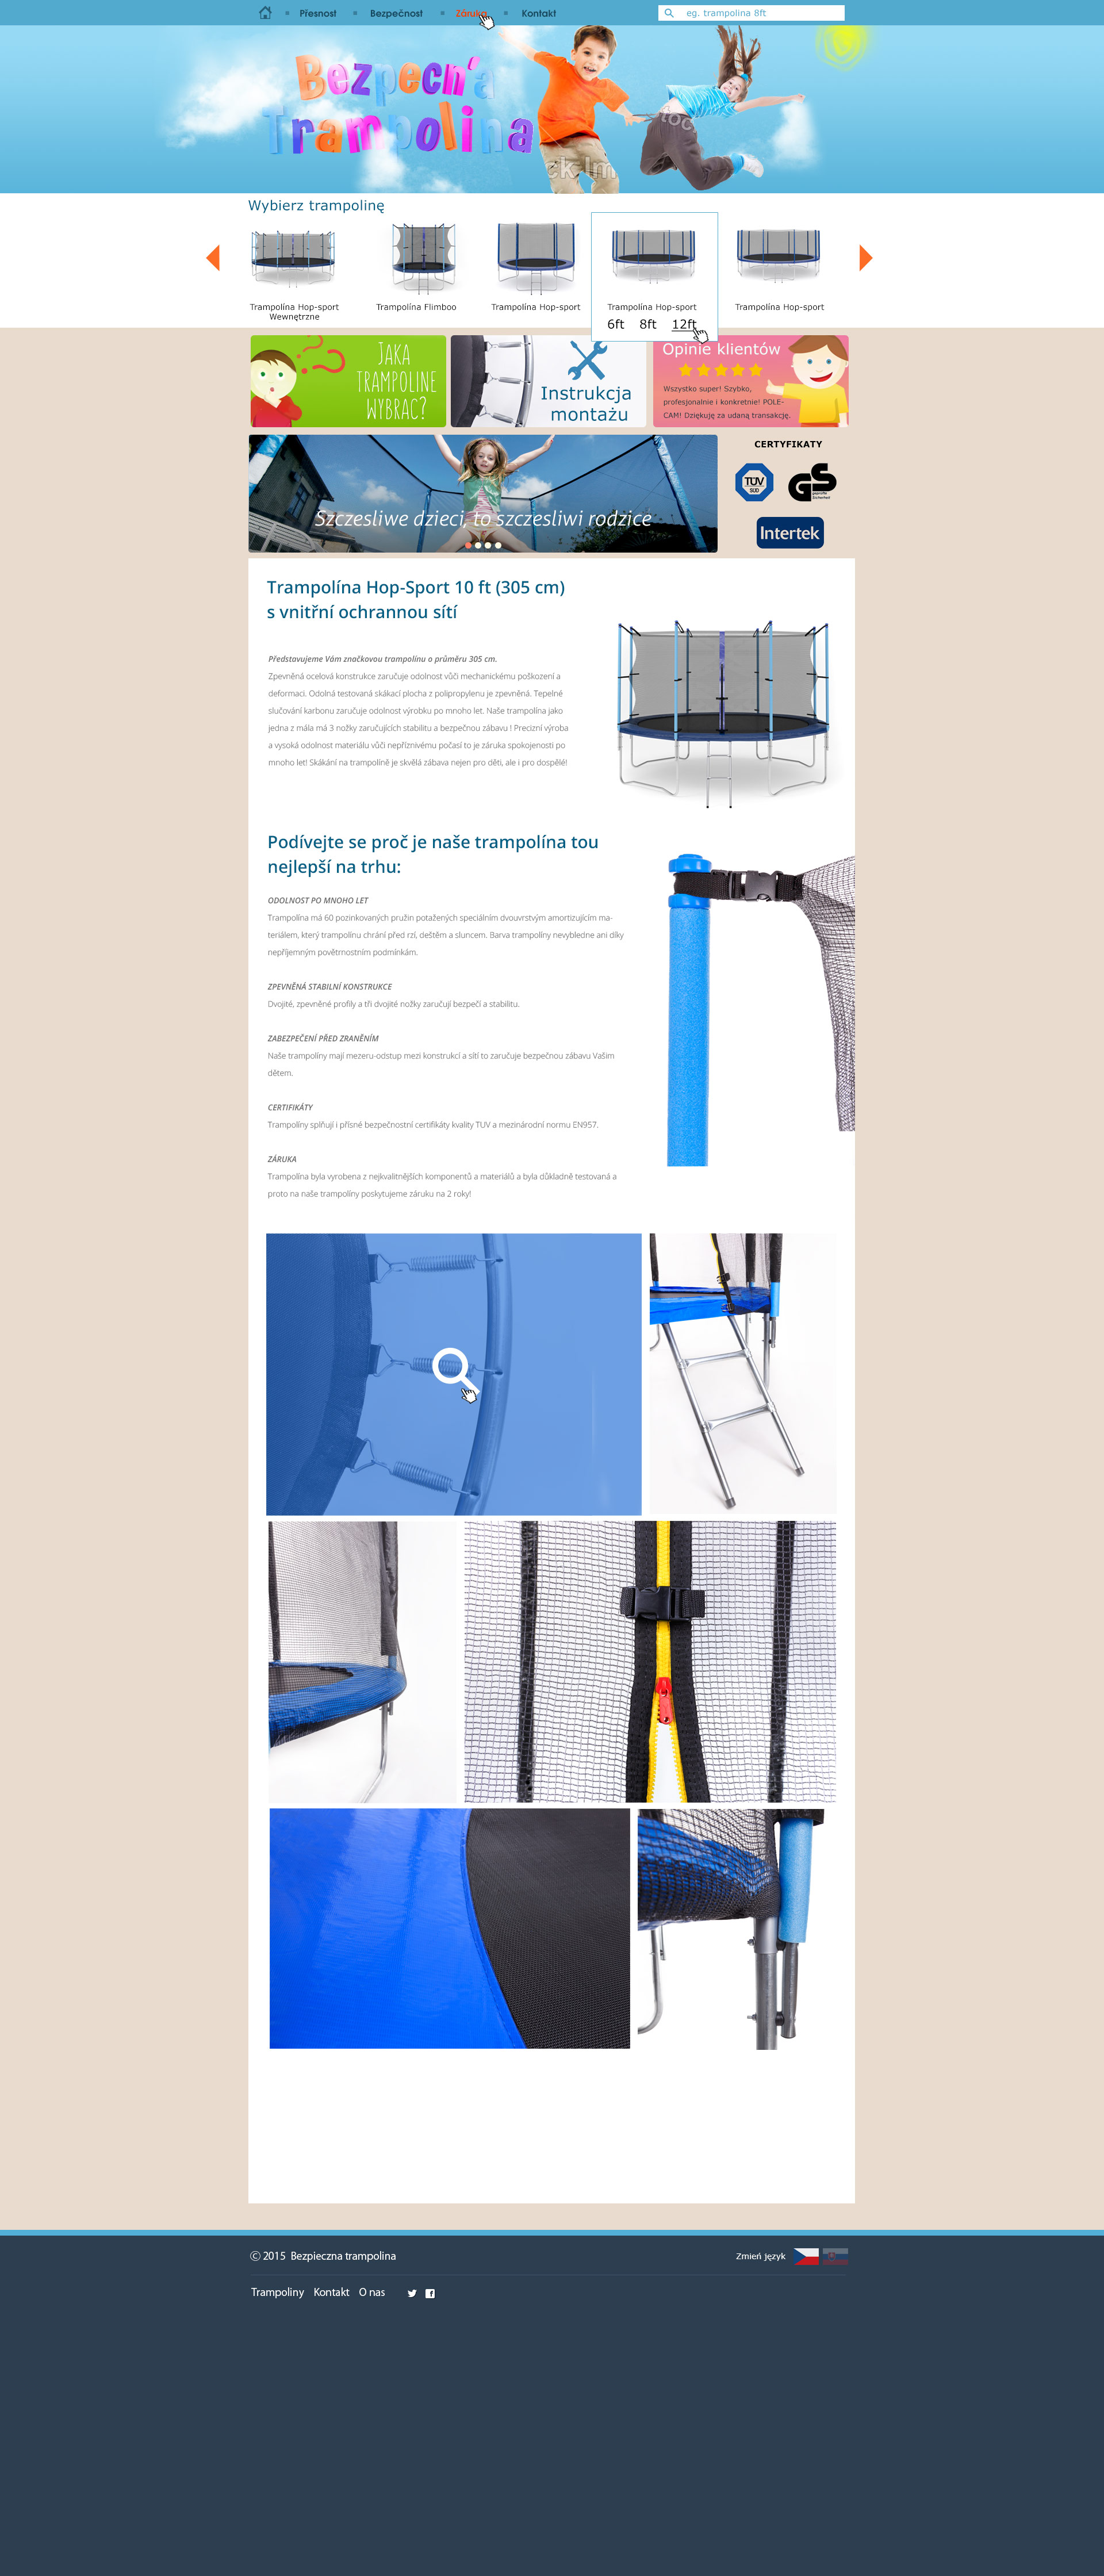 Přesnost Bezpečnost Záruka Kontakt
eg. trampolina 8ft
Bezpecn'a
Trampolina
Wybierz trampolinę
Trampolína Hop-sport
Wewnętrzne
Trampolína Flimboo
Trampolína Hop-sport
Trampolína Hop-sport
6ft 8ft 12ft
Trampolína Hop-sport
JAKA
TRAMPOLINE
WYBRAC?
Instrukcja
montażu
Opinie klientów
Wszystko super! Szybko,
profesjonalnie i konkretnie! POLE-
CAM! Dziękuję za udaną transakcję.
Szczesliwe dzieci, to szczesliwi rodzice
CERTYFIKATY
TÜV
SÜD
GS
geprüfte
Sicherheit
Intertek
Trampolína Hop-Sport 10 ft (305 cm)
s vnitřní ochrannou sítí
Představujeme Vám značkovou trampolínu o průměru 305 cm.
Zpevněná ocelová konstrukce zaručuje odolnost vůči mechanickému poškození a
deformaci. Odolná testovaná skákací plocha z polipropylenu je zpevněná. Tepelné
slučování karbonu zaručuje odolnost výrobku po mnoho let. Naše trampolína jako
jedna z mála má 3 nožky zaručujících stabilitu a bezpečnou zábavu ! Precizní výroba
a vysoká odolnost materiálu vůči nepříznivému počasí to je záruka spokojenosti po
mnoho let! Skákání na trampolíně je skvělá zábava nejen pro děti, ale i pro dospělé!
Podívejte se proč je naše trampolína tou
nejlepší na trhu:
ODOLNOST PO MNOHO LET
Trampolína má 60 pozinkovaných pružin potažených speciálním dvouvrstvým amortizujícím ma-
teriálem, který trampolínu chrání před rzí, deštěm a sluncem. Barva trampolíny nevybledne ani díky
nepříjemným povětrnostním podmínkám.
ZPEVNĚNÁ STABILNÍ KONSTRUKCE
Dvojité, zpevněné profily a tři dvojité nožky zaručují bezpečí a stabilitu.
ZABEZPEČENÍ PŘED ZRANĚNÍM
Naše trampolíny mají mezeru-odstup mezi konstrukcí a sítí to zaručuje bezpečnou zábavu Vašim
dětem.
CERTIFIKÁTY
Trampolíny splňují i přísné bezpečnostní certifikáty kvality TUV a mezinárodní normu EN957.
ZÁRUKA
Trampolína byla vyrobena z nejkvalitnějších komponentů a materiálů a byla důkladně testovaná a
proto na naše trampolíny poskytujeme záruku na 2 roky!
© 2015 Bezpieczna trampolina
Zmień język
Trampoliny Kontakt O nas